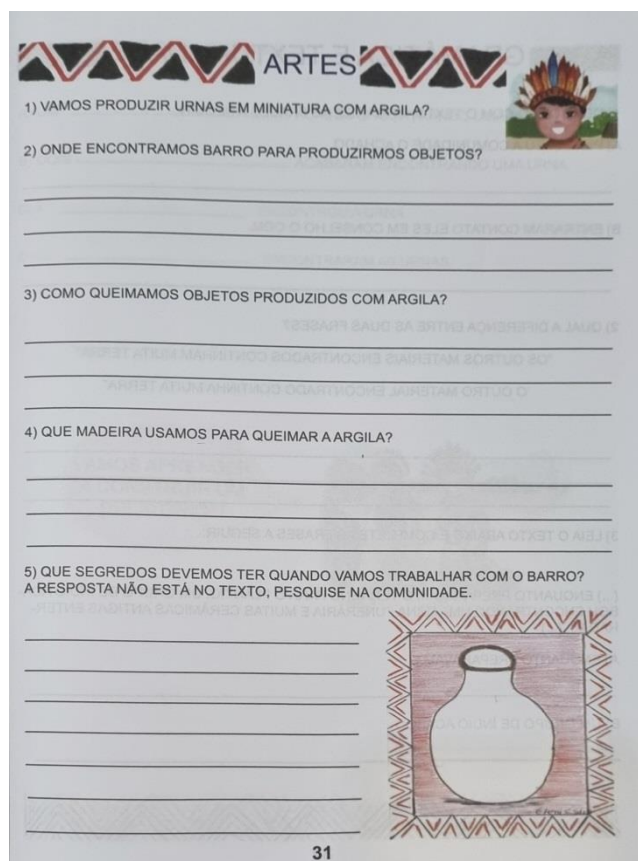 ARTES
1) VAMOS PRODUZIR URNAS EM MINIATURA COM ARGILA?
2) ONDE ENCONTRAMOS BARRO PARA PRODUZIRMOS OBJETOS?
3) COMO QUEIMAMOS OBJETOS PRODUZIDOS COM ARGILA?
4) QUE MADEIRA USAMOS PARA QUEIMAR A ARGILA?
5) QUE SEGREDOS DEVEMOS TER QUANDO VAMOS TRABALHAR COM O BARRO?
A RESPOSTA NÃO ESTÁ NO TEXTO, PESQUISE NA COMUNIDADE.
31